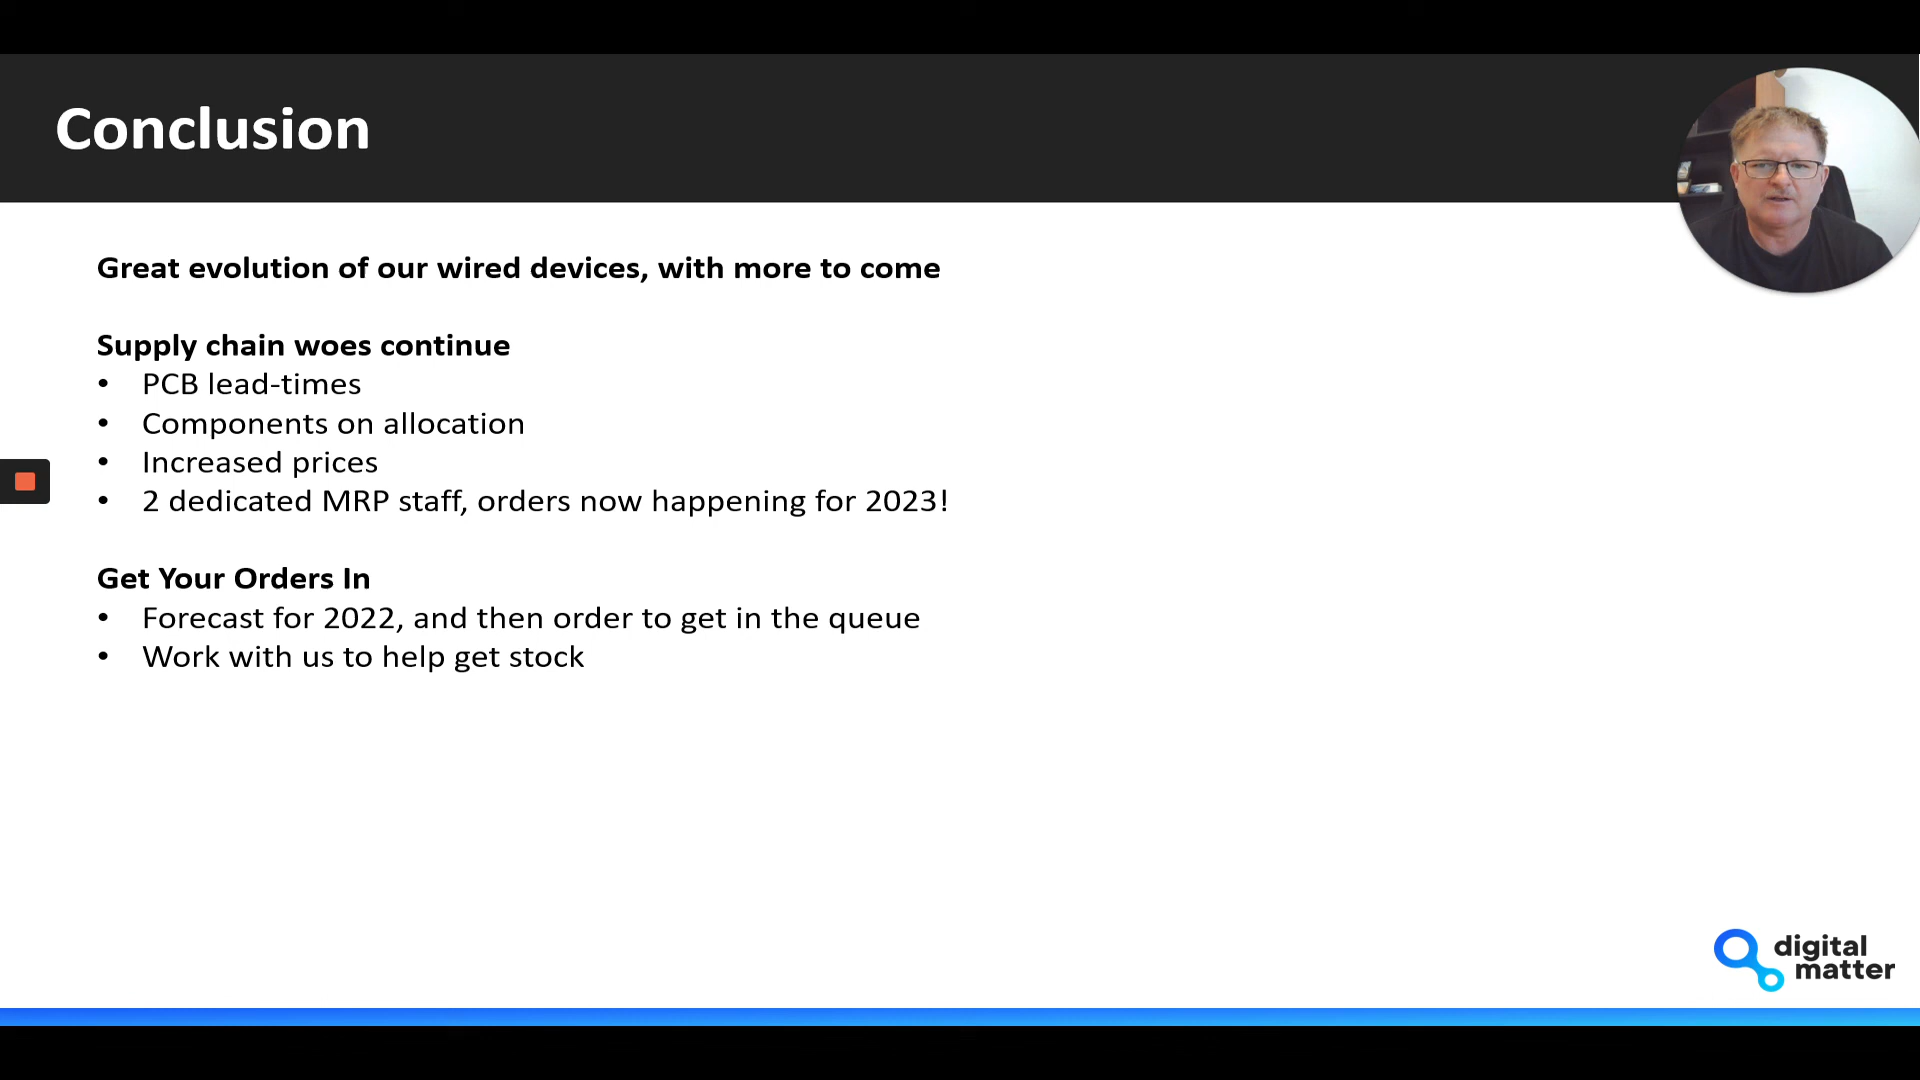 Conclusion
Great evolution of our wired devices, with more to come
Supply chain woes continue
• PCB lead-times
• Components on allocation
• Increased prices
• 2 dedicated MRP staff, orders now happening for 2023!
Get Your Orders In
• Forecast for 2022, and then order to get in the queue
• Work with us to help get stock
digital
matter